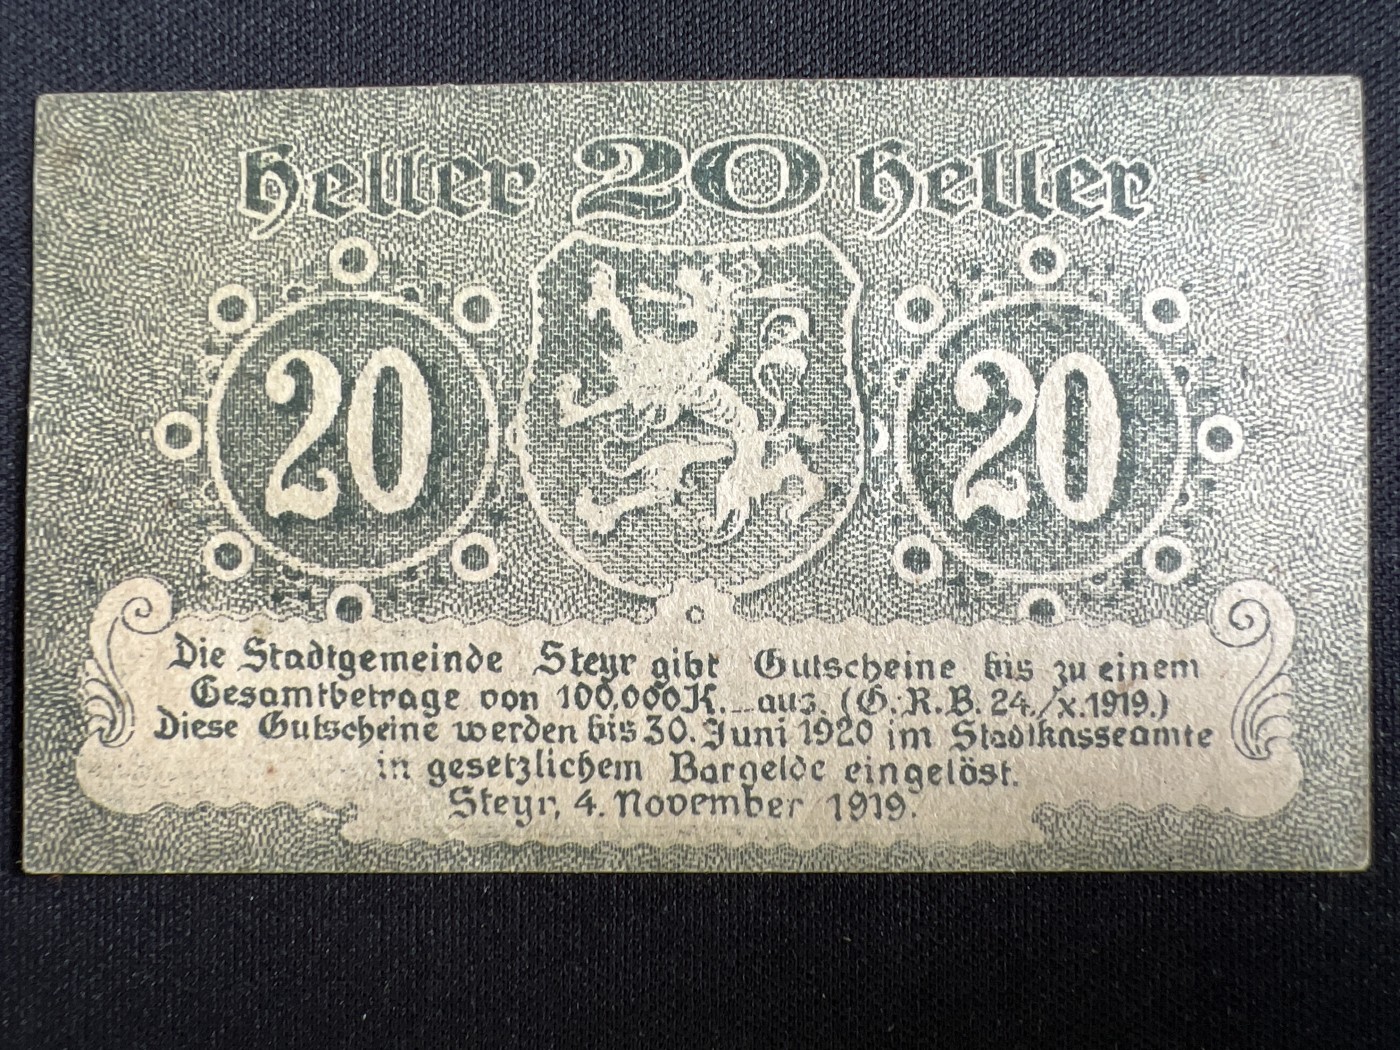 Heller 20 Heller
20 20
Die Stadtgemeinde Steyr gibt Gutscheine bis zu einem
Gesamtbetrage von 100.000 K. aus. (G.R.B. 24./X.1919.)
Diese Gutscheine werden bis 30. Juni 1920 im Stadtkasseamte
in gesetzlichem Bargelde eingelöst.
Steyr, 4. November 1919.